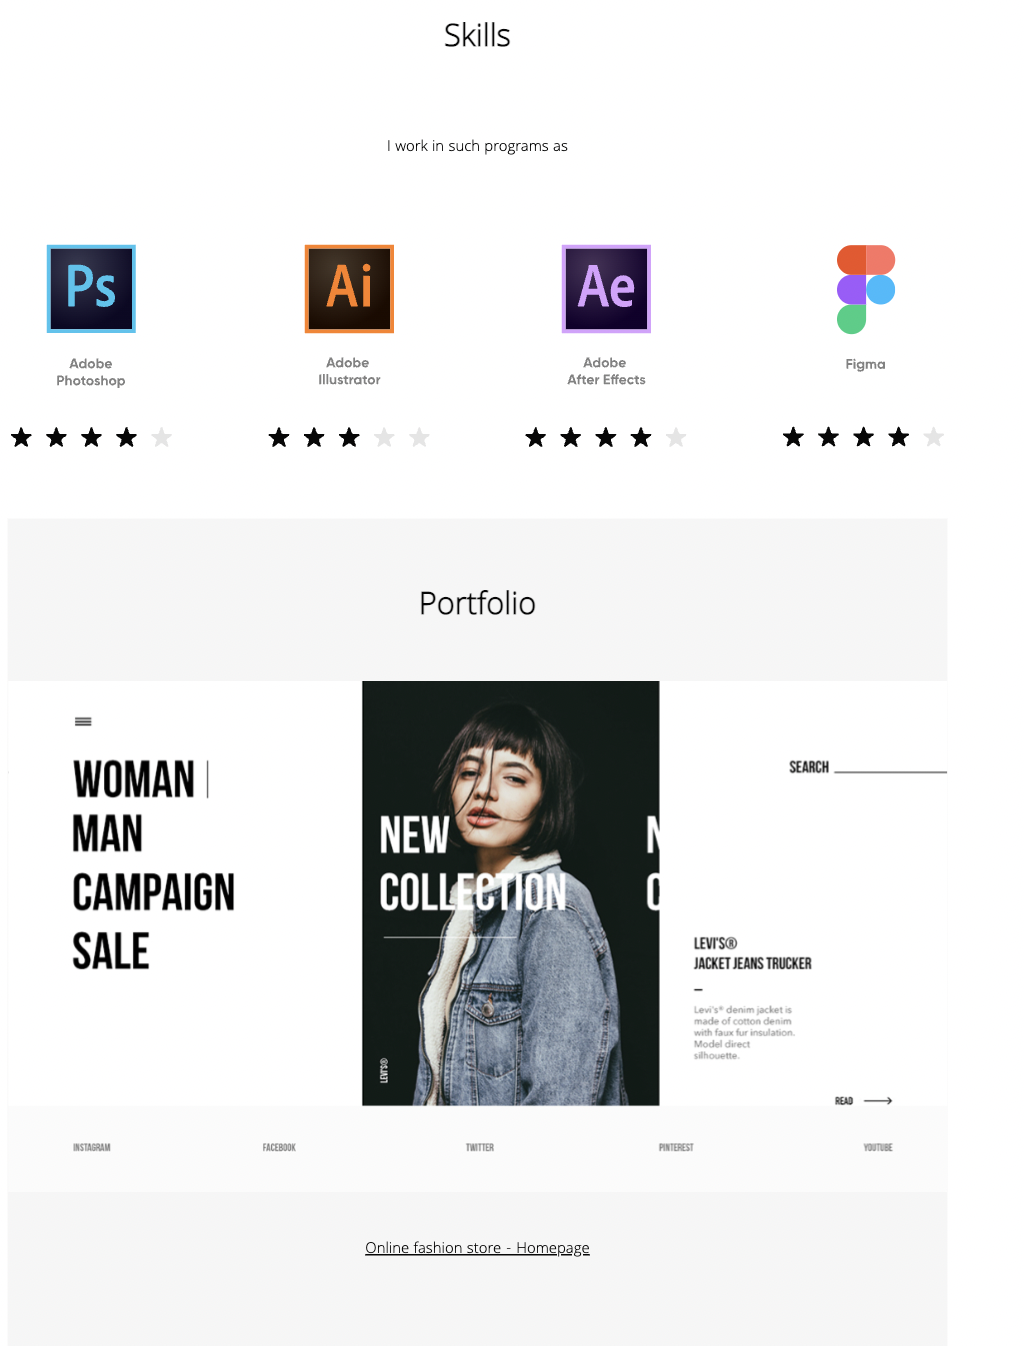 Skills
I work in such programs as
Ps
Ai
Ae
Adobe
Photoshop
Adobe
Illustrator
Adobe
After Effects
Figma
Portfolio
WOMAN |
MAN
CAMPAIGN
SALE
NEW
COLLECTION
N
C
LEVI'S®
SEARCH
LEVI'S®
JACKET JEANS TRUCKER
Levi's® denim jacket is
made of cotton denim
with faux fur insulation.
Model direct
silhouette.
READ
INSTAGRAM
FACEBOOK
TWITTER
PINTEREST
YOUTUBE
Online fashion store - Homepage